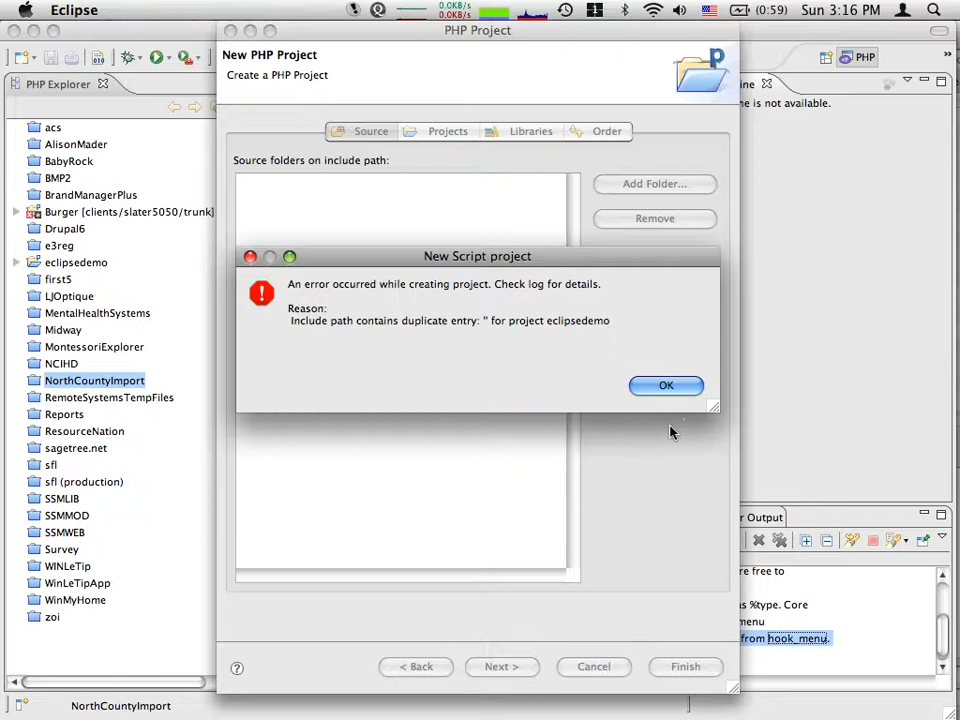 Eclipse
0.0KB/s
0.0KB/s
(0:59)
Sun 3:16 PM
PHP Project
PHP
PHP Explorer
New PHP Project
Create a PHP Project
ine
ne is not available.
Source
Projects
Libraries
Order
Source folders on include path:
Add Folder...
Remove
acs
AlisonMader
BabyRock
BMP2
BrandManagerPlus
Burger [clients/slater5050/trunk]
Drupal6
e3reg
eclipsedemo
first5
LJOptique
MentalHealthSystems
Midway
MontessoriExplorer
NCIHD
NorthCountyImport
RemoteSystemsTempFiles
Reports
ResourceNation
sagetree.net
sfl
sfl (production)
SSMLIB
SSMMOD
SSMWEB
Survey
WINLeTip
WinLeTipApp
WinMyHome
zoi
New Script project
An error occurred while creating project. Check log for details.
Reason:
Include path contains duplicate entry: '' for project eclipsedemo
OK
r Output
re free to
as %type. Core
menu
from hook_menu.
?
< Back
Next >
Cancel
Finish
NorthCountyImport